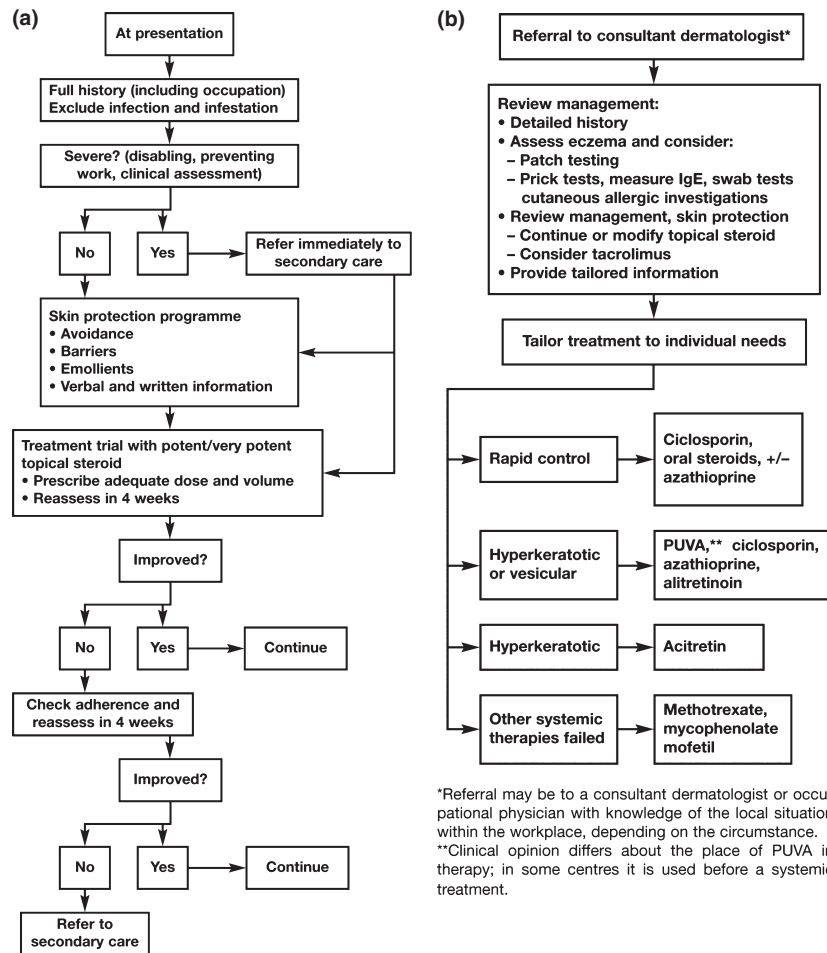 (a)
At presentation
Full history (including occupation)
Exclude infection and infestation
Severe? (disabling, preventing
work, clinical assessment)
No
Yes
Refer immediately to
secondary care
Skin protection programme
• Avoidance
• Barriers
• Emollients
• Verbal and written information
Treatment trial with potent/very potent
topical steroid
• Prescribe adequate dose and volume
• Reassess in 4 weeks
Improved?
No
Yes
Continue
Check adherence and
reassess in 4 weeks
Improved?
No
Yes
Continue
Refer to
secondary care
(b)
Referral to consultant dermatologist*
Review management:
• Detailed history
• Assess eczema and consider:
– Patch testing
– Prick tests, measure IgE, swab tests
cutaneous allergic investigations
• Review management, skin protection
– Continue or modify topical steroid
– Consider tacrolimus
• Provide tailored information
Tailor treatment to individual needs
Rapid control
Ciclosporin,
oral steroids, +/–
azathioprine
Hyperkeratotic
or vesicular
PUVA,** ciclosporin,
azathioprine,
alitretinoin
Hyperkeratotic
Acitretin
Other systemic
therapies failed
Methotrexate,
mycophenolate
mofetil
*Referral may be to a consultant dermatologist or occu
pational physician with knowledge of the local situation
within the workplace, depending on the circumstance.
**Clinical opinion differs about the place of PUVA in
therapy; in some centres it is used before a systemic
treatment.